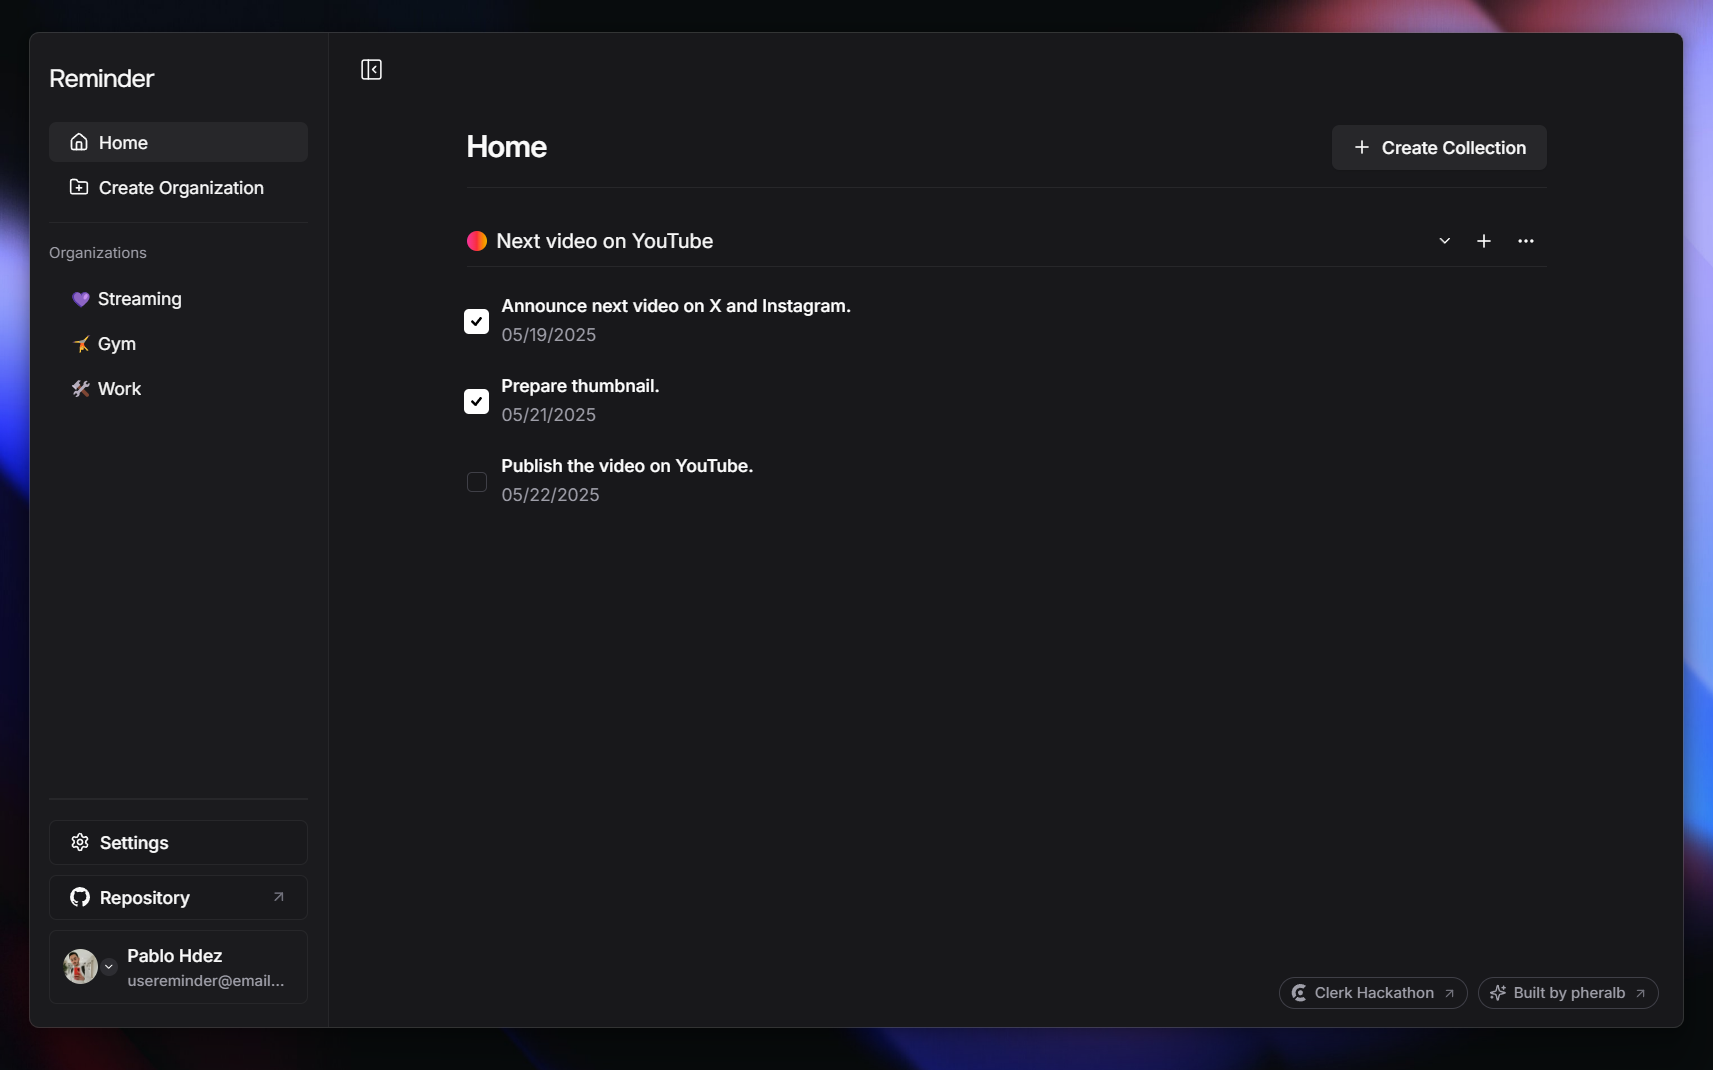 Reminder
Home
Create Organization
Organizations
Streaming
Gym
Work
Settings
Repository
Pablo Hdez
usereminder@email...
Home
Create Collection
Next video on YouTube
Announce next video on X and Instagram.
05/19/2025
Prepare thumbnail.
05/21/2025
Publish the video on YouTube.
05/22/2025
Clerk Hackathon
Built by pheralb